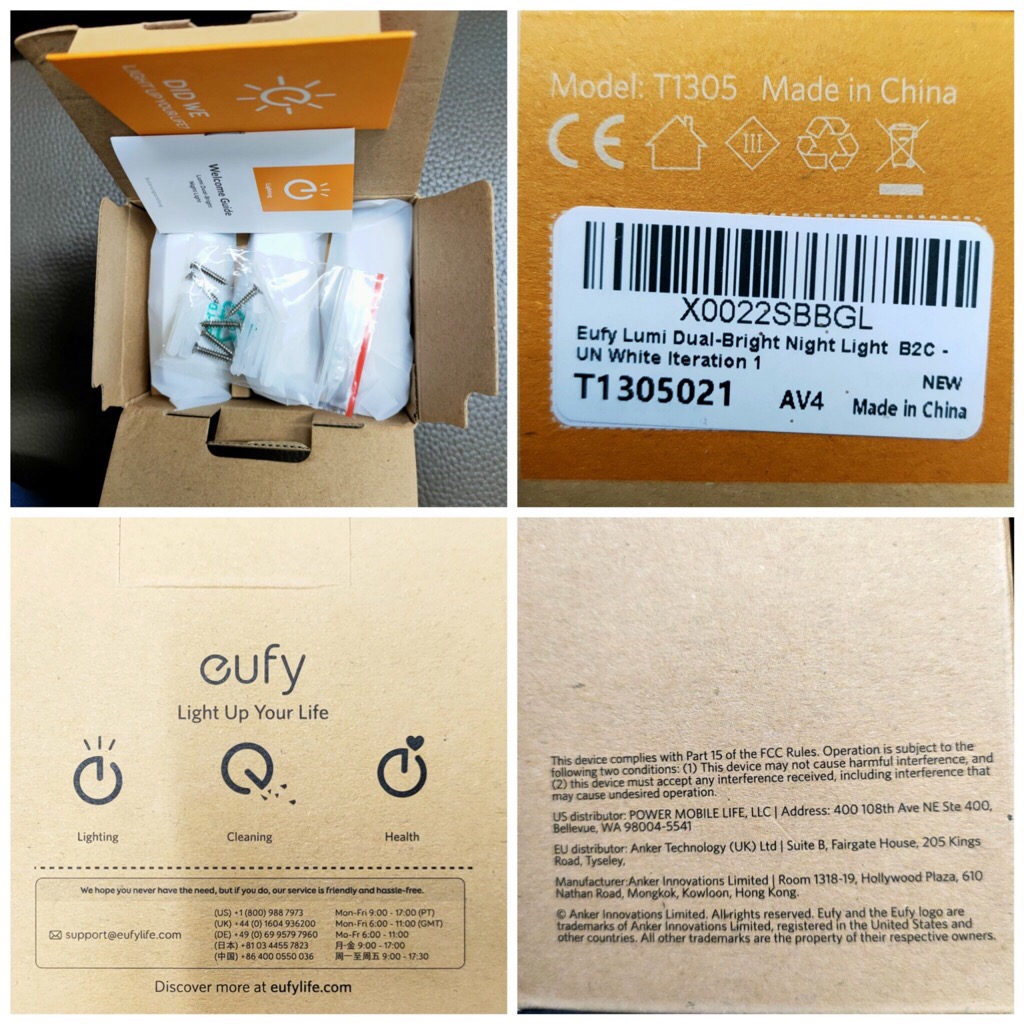 DID WE
LIGHT UP YOUR LIFE?
Welcome Guide
Lumi Dual-Bright
Night Light
Lighting
Model: T1305 Made in China
CE
III
X0022SBBGL
Eufy Lumi Dual-Bright Night Light B2C -
UN White Iteration 1
NEW
T1305021 AV4 Made in China
eufy
Light Up Your Life
Lighting Cleaning Health
We hope you never have the need, but if you do, our service is friendly and hassle-free.
support@eufylife.com
(US) +1 (800) 988 7973 Mon-Fri 9:00 - 17:00 (PT)
(UK) +44 (0) 1604 936200 Mon-Fri 6:00 - 11:00 (GMT)
(DE) +49 (0) 69 9579 7960 Mo-Fr 6:00 - 11:00
(日本) +81 03 4455 7823 月-金 9:00 - 17:00
(中国) +86 400 0550 036 周一至周五 9:00 - 17:30
Discover more at eufylife.com
This device complies with Part 15 of the FCC Rules. Operation is subject to the
following two conditions: (1) This device may not cause harmful interference, and
(2) this device must accept any interference received, including interference that
may cause undesired operation.
US distributor: POWER MOBILE LIFE, LLC | Address: 400 108th Ave NE Ste 400,
Bellevue, WA 98004-5541
EU distributor: Anker Technology (UK) Ltd | Suite B, Fairgate House, 205 Kings
Road, Tyseley,
Manufacturer:Anker Innovations Limited | Room 1318-19, Hollywood Plaza, 610
Nathan Road, Mongkok, Kowloon, Hong Kong.
© Anker Innovations Limited. All rights reserved. Eufy and the Eufy logo are
trademarks of Anker Innovations Limited, registered in the United States and
other countries. All other trademarks are the property of their respective owners.